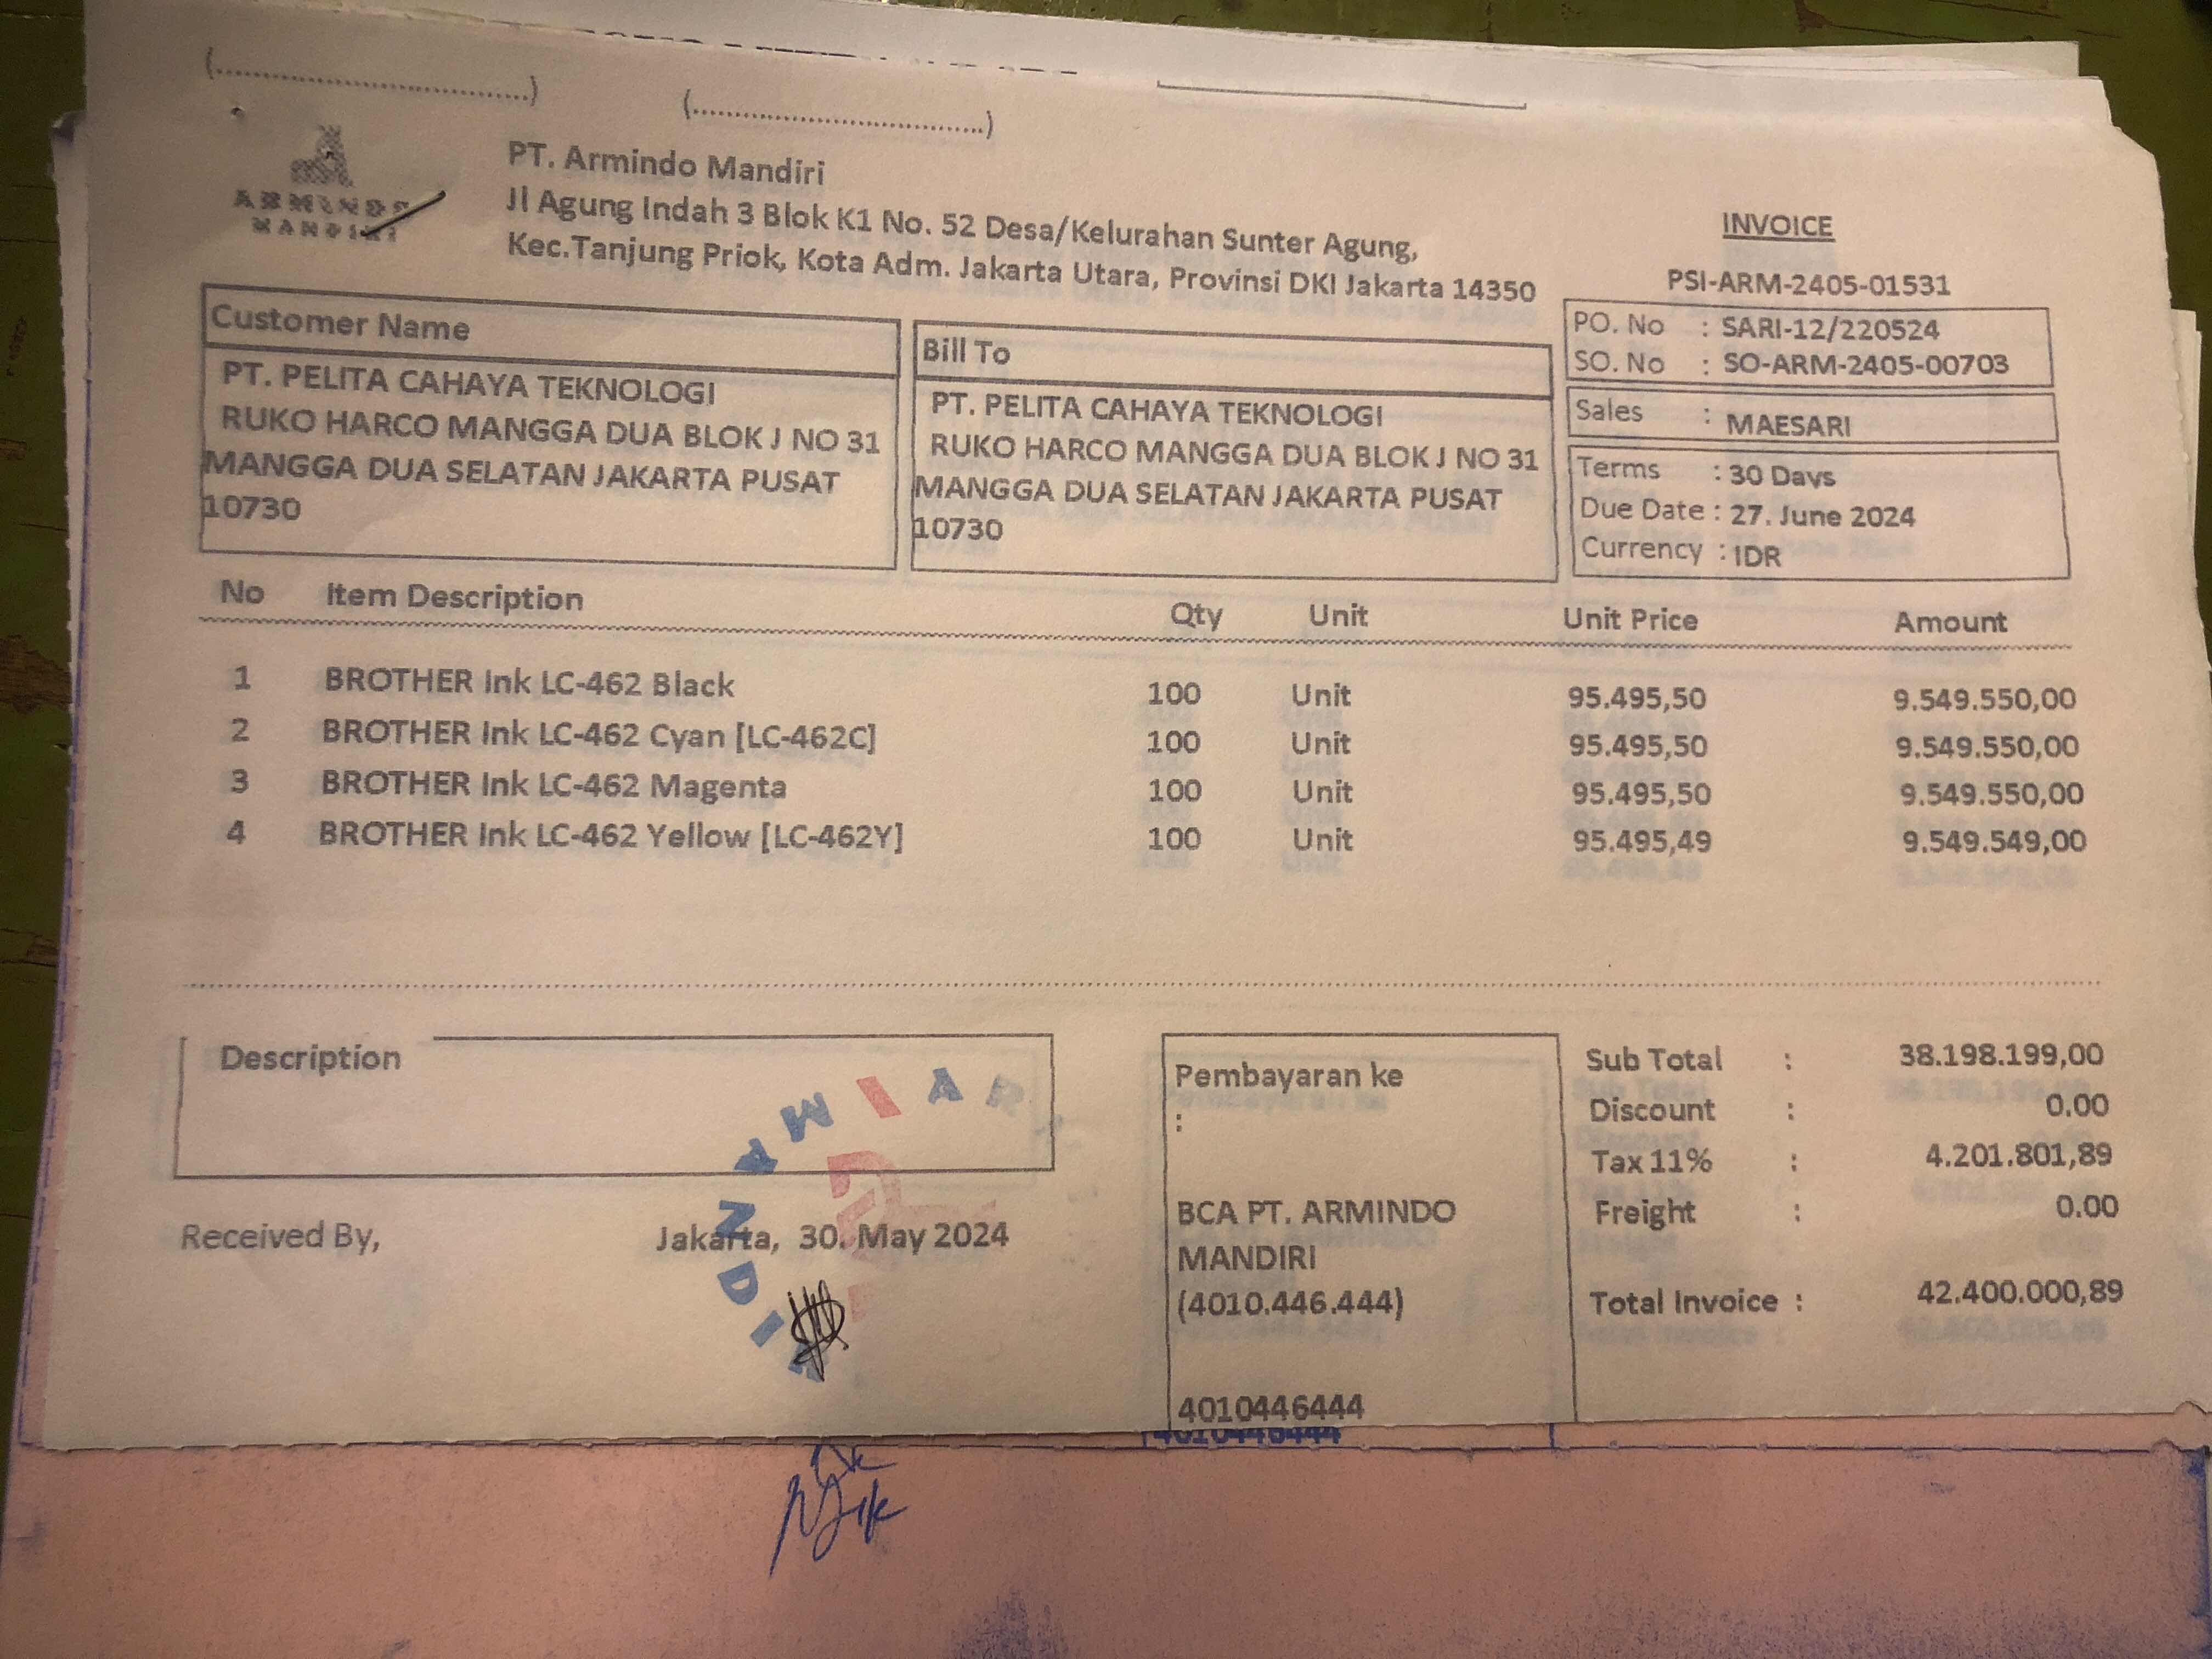 (..............................)
(..............................)
ARMINDO
MANDIRI
PT. Armindo Mandiri
Jl Agung Indah 3 Blok K1 No. 52 Desa/Kelurahan Sunter Agung,
Kec.Tanjung Priok, Kota Adm. Jakarta Utara, Provinsi DKI Jakarta 14350
INVOICE
PSI-ARM-2405-01531
PO. No : SARI-12/220524
SO. No : SO-ARM-2405-00703
Sales : MAESARI
Terms : 30 Days
Due Date : 27. June 2024
Currency : IDR
Customer Name
PT. PELITA CAHAYA TEKNOLOGI
RUKO HARCO MANGGA DUA BLOK J NO 31
MANGGA DUA SELATAN JAKARTA PUSAT
10730
Bill To
PT. PELITA CAHAYA TEKNOLOGI
RUKO HARCO MANGGA DUA BLOK J NO 31
MANGGA DUA SELATAN JAKARTA PUSAT
10730
No Item Description Qty Unit Unit Price Amount
1 BROTHER Ink LC-462 Black 100 Unit 95.495,50 9.549.550,00
2 BROTHER Ink LC-462 Cyan [LC-462C] 100 Unit 95.495,50 9.549.550,00
3 BROTHER Ink LC-462 Magenta 100 Unit 95.495,50 9.549.550,00
4 BROTHER Ink LC-462 Yellow [LC-462Y] 100 Unit 95.495,49 9.549.549,00
Description
Received By,
Jakarta, 30. May 2024
MANDI
Pembayaran ke
:
BCA PT. ARMINDO
MANDIRI
(4010.446.444)
4010446444
4010446444
Sub Total : 38.198.199,00
Discount : 0.00
Tax 11% : 4.201.801,89
Freight : 0.00
Total Invoice : 42.400.000,89